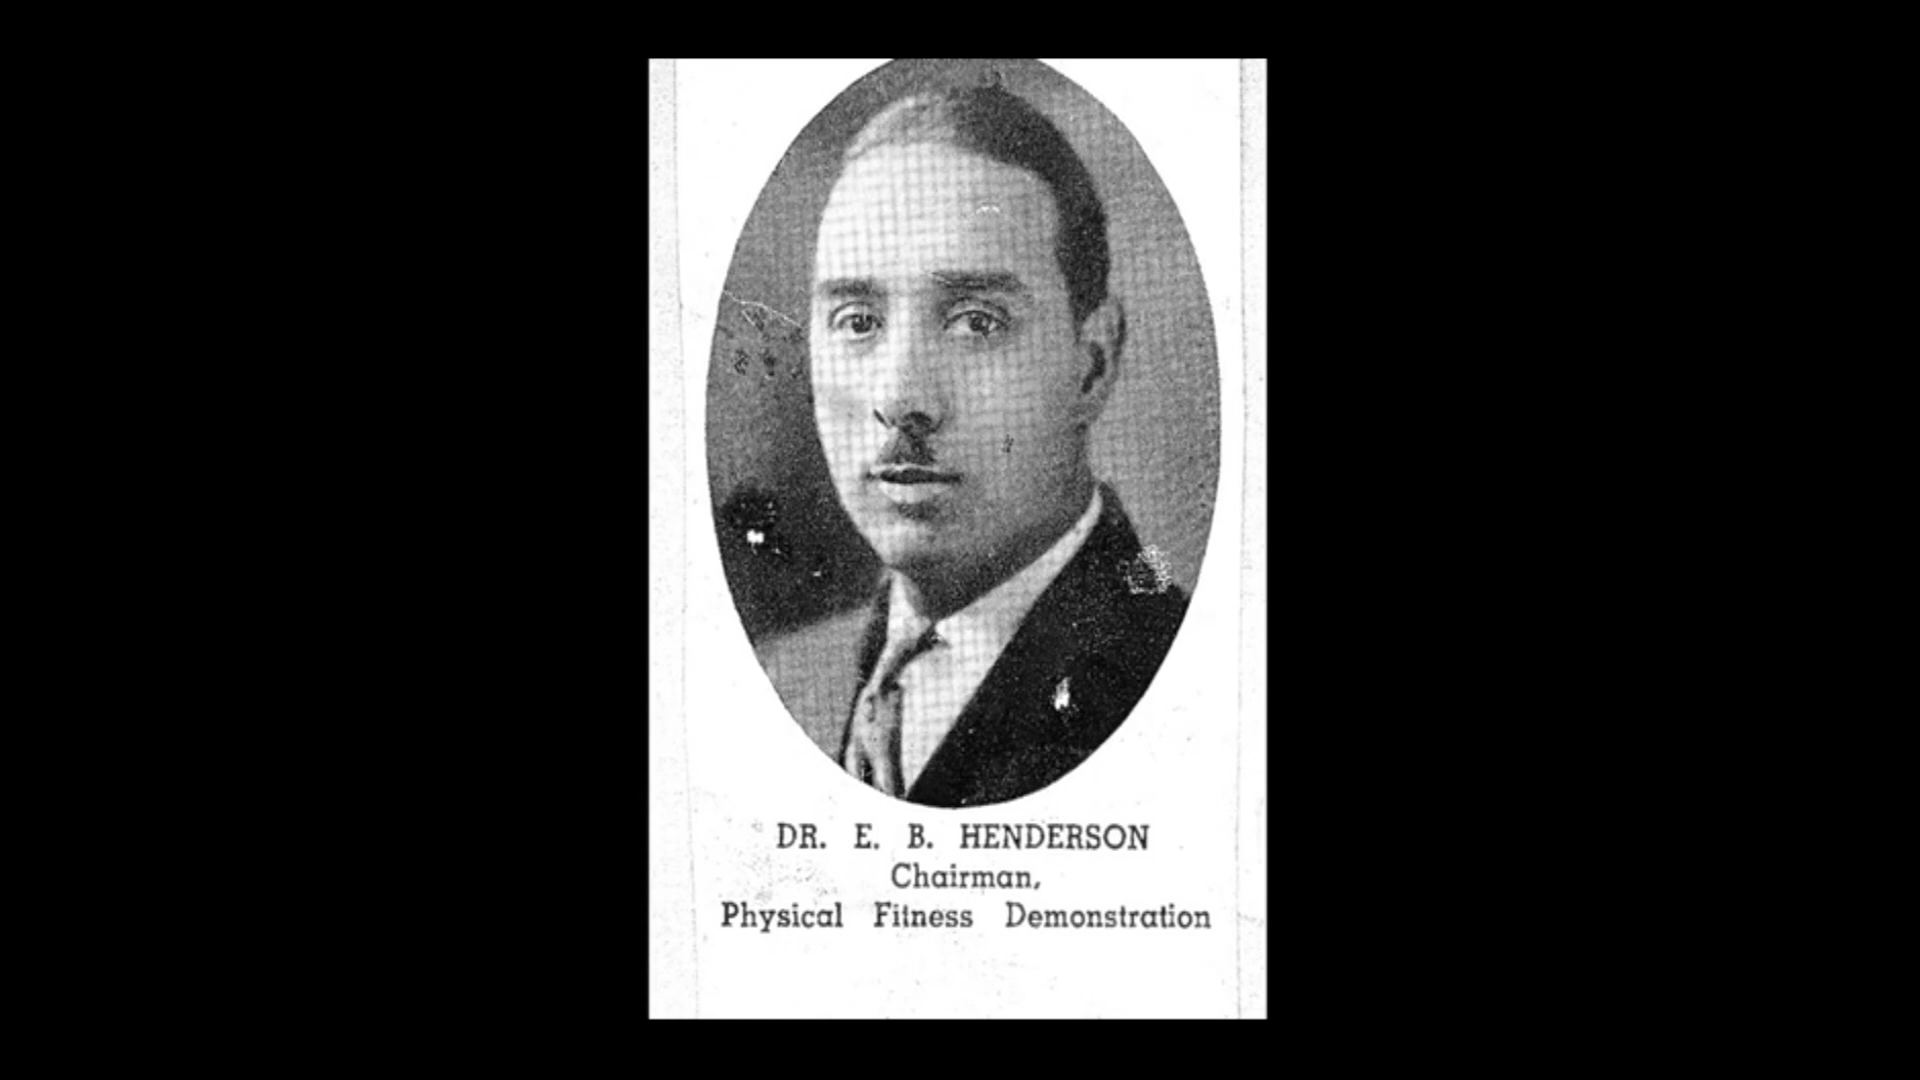 DR. E. B. HENDERSON
Chairman,
Physical Fitness Demonstration